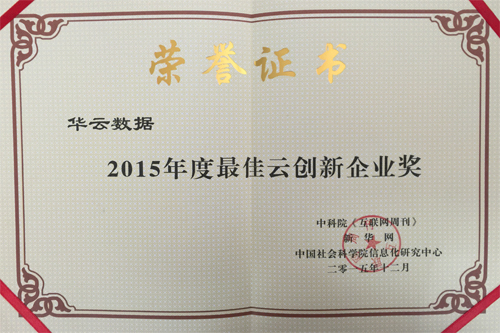 荣誉证书
华云数据
2015年度最佳云创新企业奖
中科院《互联网周刊》
新华网
中国社会科学院信息化研究中心
二零一五年十二月